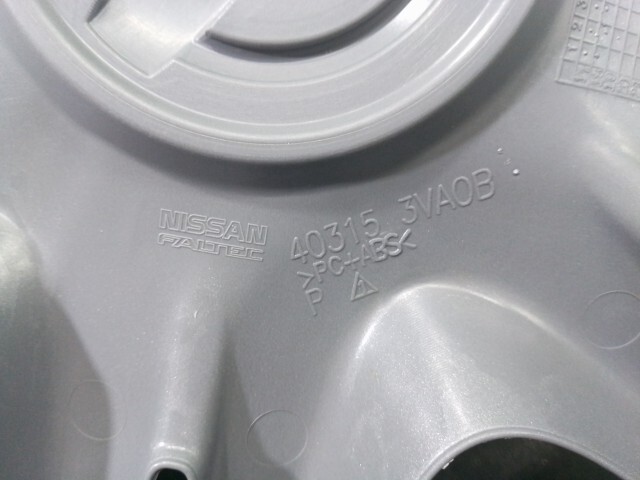 NISSAN
FALTEC
40315 3VA0B
>PC+ABS<
P